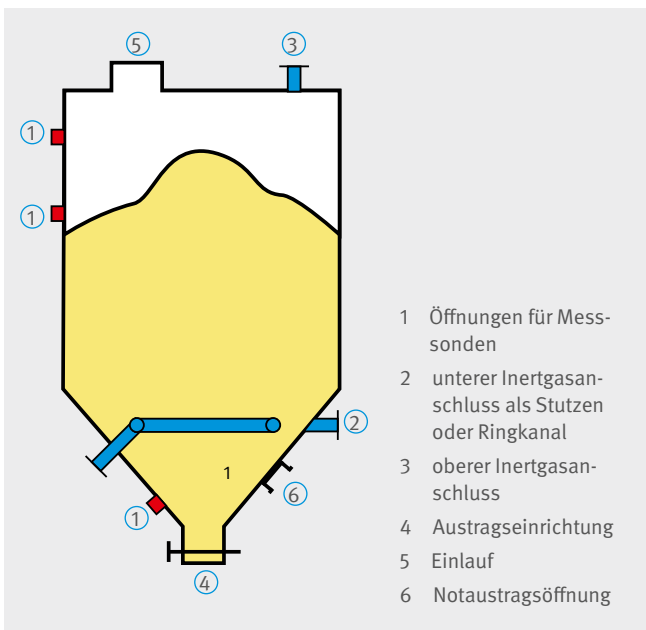 5
3
1
1
2
1
6
1
4
1 Öffnungen für Mess-
sonden
2 unterer Inertgasan-
schluss als Stutzen
oder Ringkanal
3 oberer Inertgasan-
schluss
4 Austragseinrichtung
5 Einlauf
6 Notaustragsöffnung